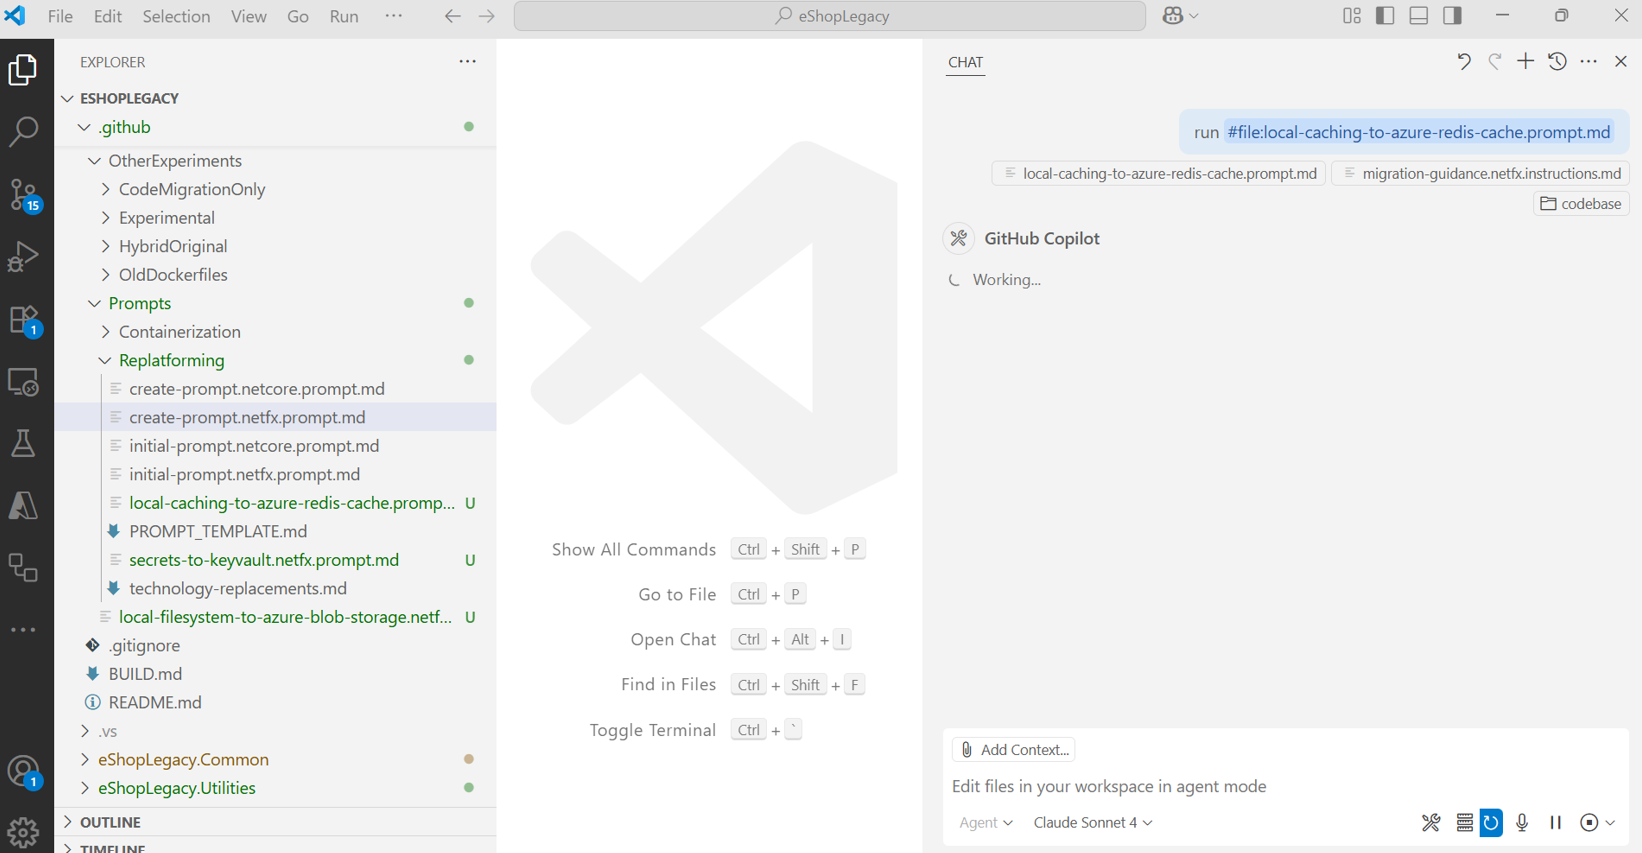 File Edit Selection View Go Run ···
eShopLegacy
EXPLORER
ESHOPLEGACY
.github
OtherExperiments
CodeMigrationOnly
Experimental
HybridOriginal
OldDockerfiles
Prompts
Containerization
Replatforming
create-prompt.netcore.prompt.md
create-prompt.netfx.prompt.md
initial-prompt.netcore.prompt.md
initial-prompt.netfx.prompt.md
local-caching-to-azure-redis-cache.promp... U
PROMPT_TEMPLATE.md
secrets-to-keyvault.netfx.prompt.md U
technology-replacements.md
local-filesystem-to-azure-blob-storage.netf... U
.gitignore
BUILD.md
README.md
.vs
eShopLegacy.Common
eShopLegacy.Utilities
OUTLINE
TIMELINE
15
1
1
Show All Commands Ctrl + Shift + P
Go to File Ctrl + P
Open Chat Ctrl + Alt + I
Find in Files Ctrl + Shift + F
Toggle Terminal Ctrl + `
CHAT
run #file:local-caching-to-azure-redis-cache.prompt.md
local-caching-to-azure-redis-cache.prompt.md migration-guidance.netfx.instructions.md
codebase
GitHub Copilot
Working...
Add Context...
Edit files in your workspace in agent mode
Agent Claude Sonnet 4